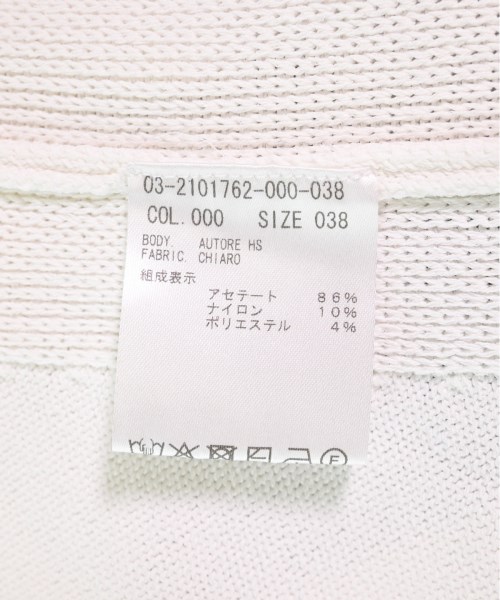 03-2101762-000-038
COL.000 SIZE 038
BODY. AUTORE HS
FABRIC. CHIARO
組成表示
アセテート 86%
ナイロン 10%
ポリエステル 4%
F